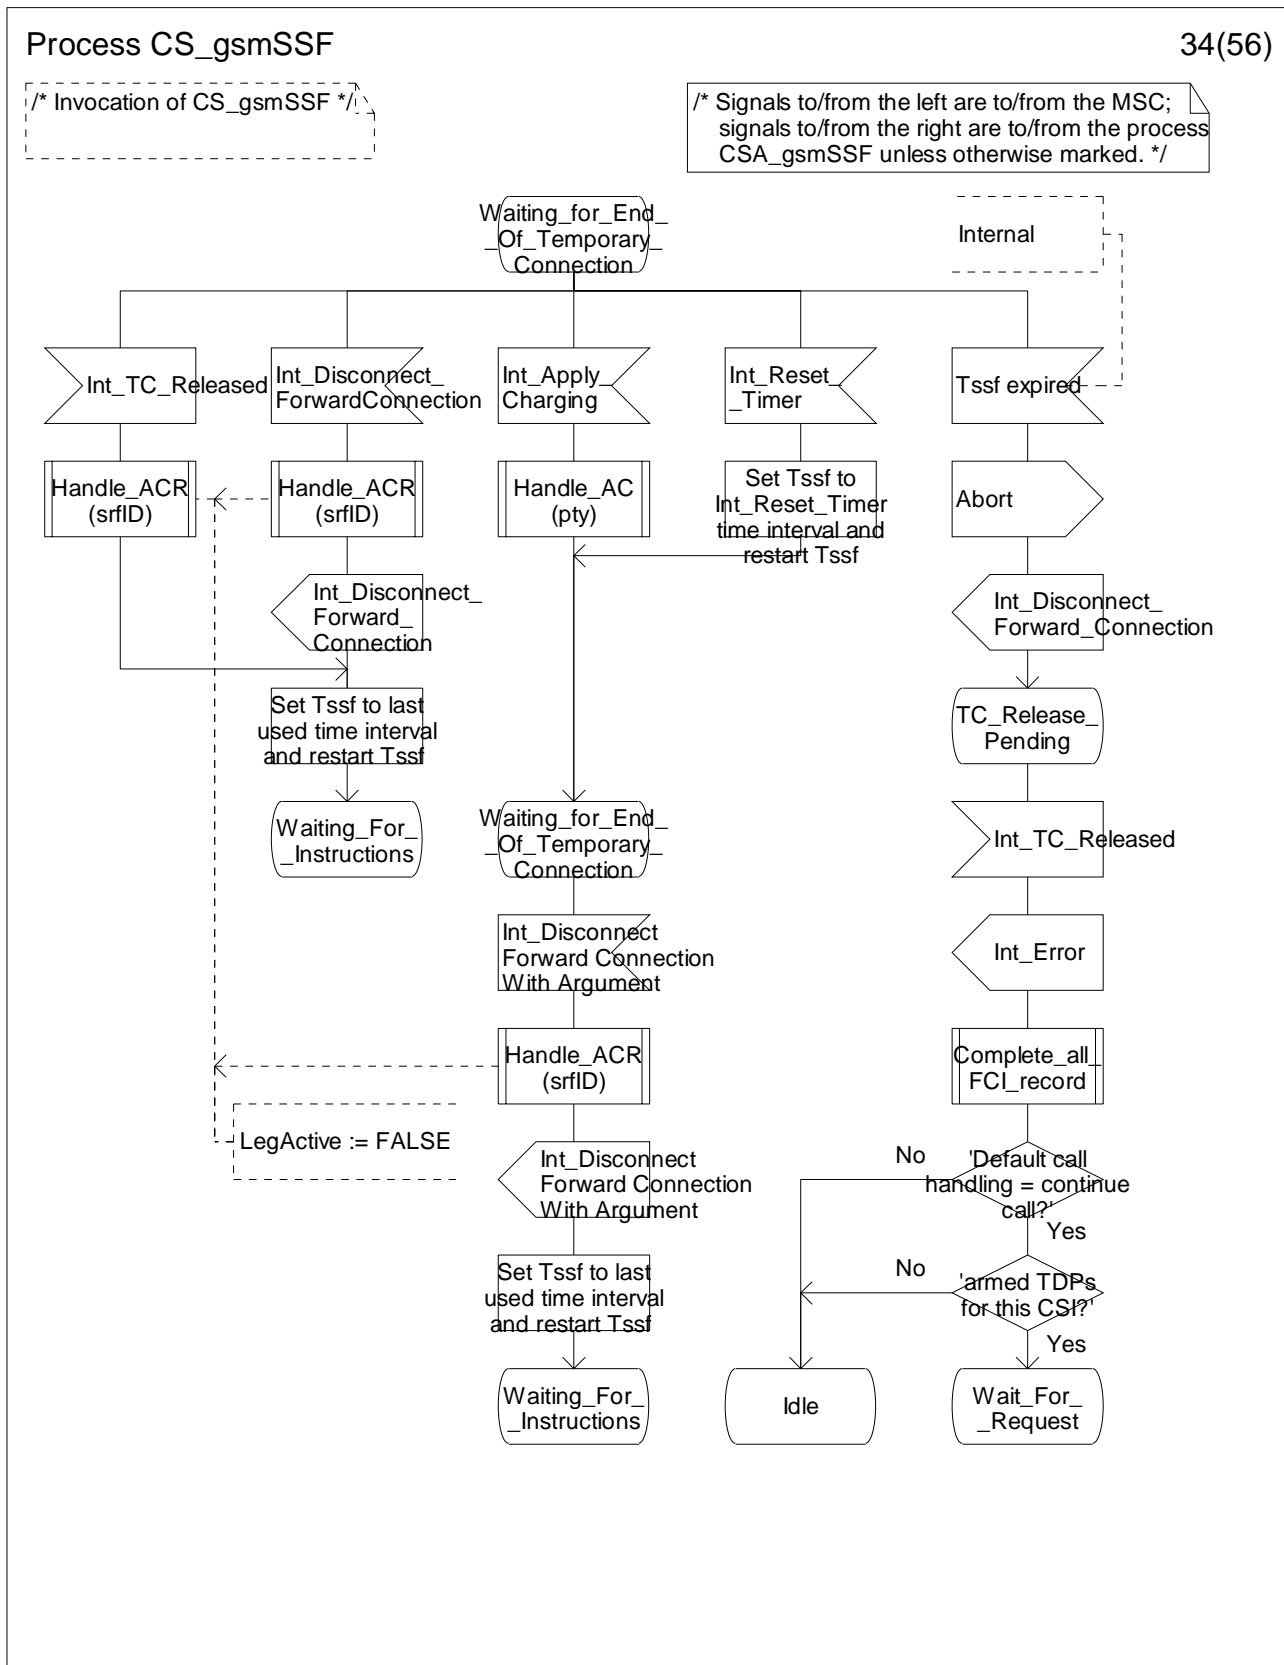 Process CS_gsmSSF
34(56)
/* Invocation of CS_gsmSSF */
/* Signals to/from the left are to/from the MSC;
signals to/from the right are to/from the process
CSA_gsmSSF unless otherwise marked. */
Waiting_for_End_
_Of_Temporary_
Connection
Internal
Int_TC_Released
Int_Disconnect_
ForwardConnection
Int_Apply_
Charging
Int_Reset_
_Timer
Tssf expired
Handle_ACR
(srfID)
Handle_ACR
(srfID)
Handle_AC
(pty)
Set Tssf to
Int_Reset_Timer
time interval and
restart Tssf
Abort
Int_Disconnect_
Forward_
Connection
Int_Disconnect_
Forward_Connection
Set Tssf to last
used time interval
and restart Tssf
TC_Release_
Pending
Waiting_For_
_Instructions
Waiting_for_End_
_Of_Temporary_
Connection
Int_TC_Released
Int_Disconnect
Forward Connection
With Argument
Int_Error
Handle_ACR
(srfID)
Complete_all_
FCI_record
LegActive := FALSE
Int_Disconnect
Forward Connection
With Argument
No
'Default call
handling = continue
call?'
Yes
Set Tssf to last
used time interval
and restart Tssf
No
'armed TDPs
for this CSI?'
Yes
Waiting_For_
_Instructions
Idle
Wait_For_
_Request